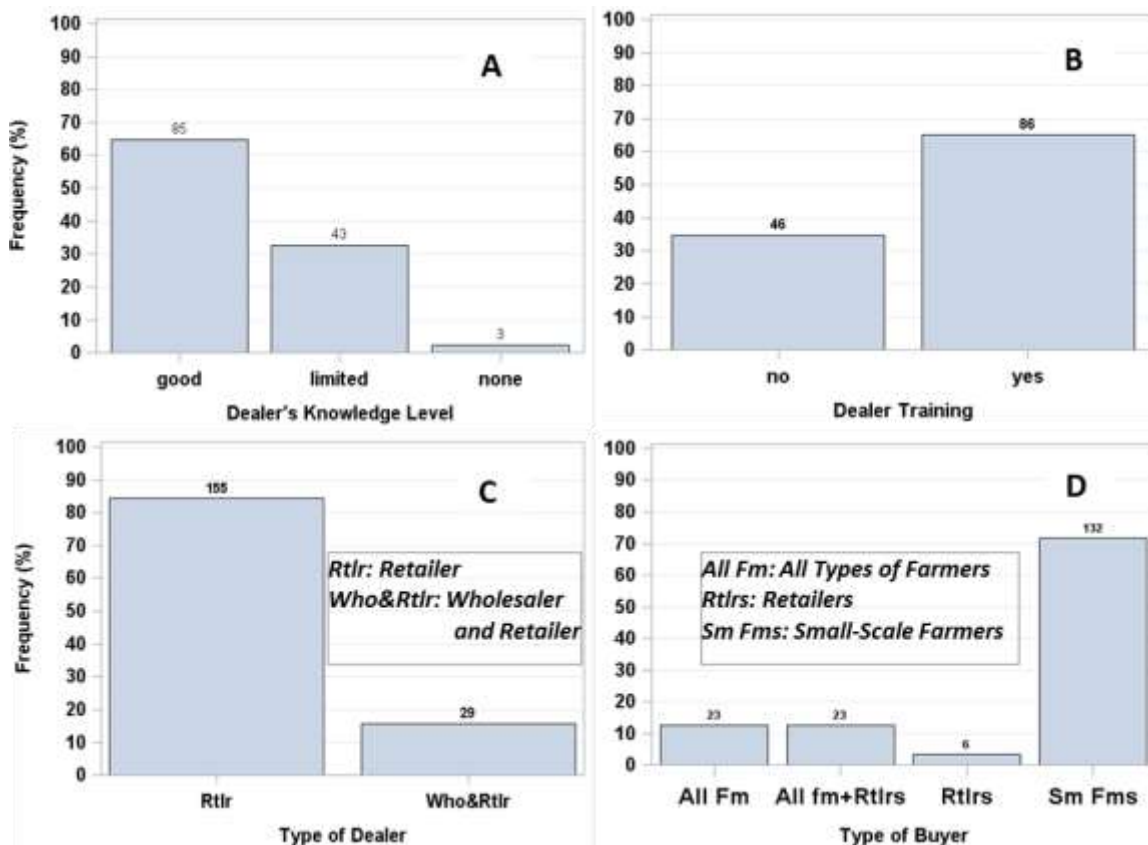 A
Frequency (%)
100
90
80
70
60
50
40
30
20
10
0
85
43
3
good limited none
Dealer's Knowledge Level
B
100
90
80
70
60
50
40
30
20
10
0
46
86
no yes
Dealer Training
C
Frequency (%)
100
90
80
70
60
50
40
30
20
10
0
155
29
Rtlr: Retailer
Who&Rtlr: Wholesaler
and Retailer
Rtlr Who&Rtlr
Type of Dealer
D
100
90
80
70
60
50
40
30
20
10
0
132
All Fm: All Types of Farmers
Rtlrs: Retailers
Sm Fms: Small-Scale Farmers
23
23
6
All Fm All fm+Rtlrs Rtlrs Sm Fms
Type of Buyer